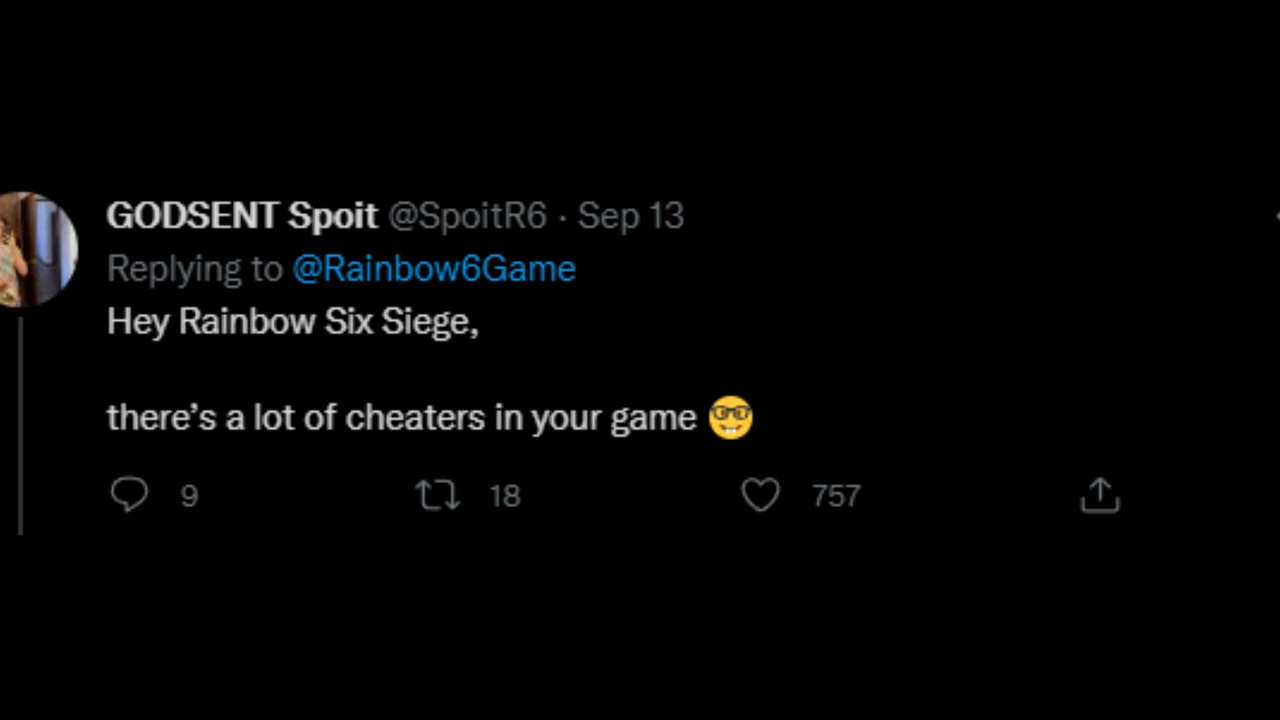 GODSENT Spoit @SpoitR6 · Sep 13
Replying to @Rainbow6Game
Hey Rainbow Six Siege,
there’s a lot of cheaters in your game 🤓
9 18 757